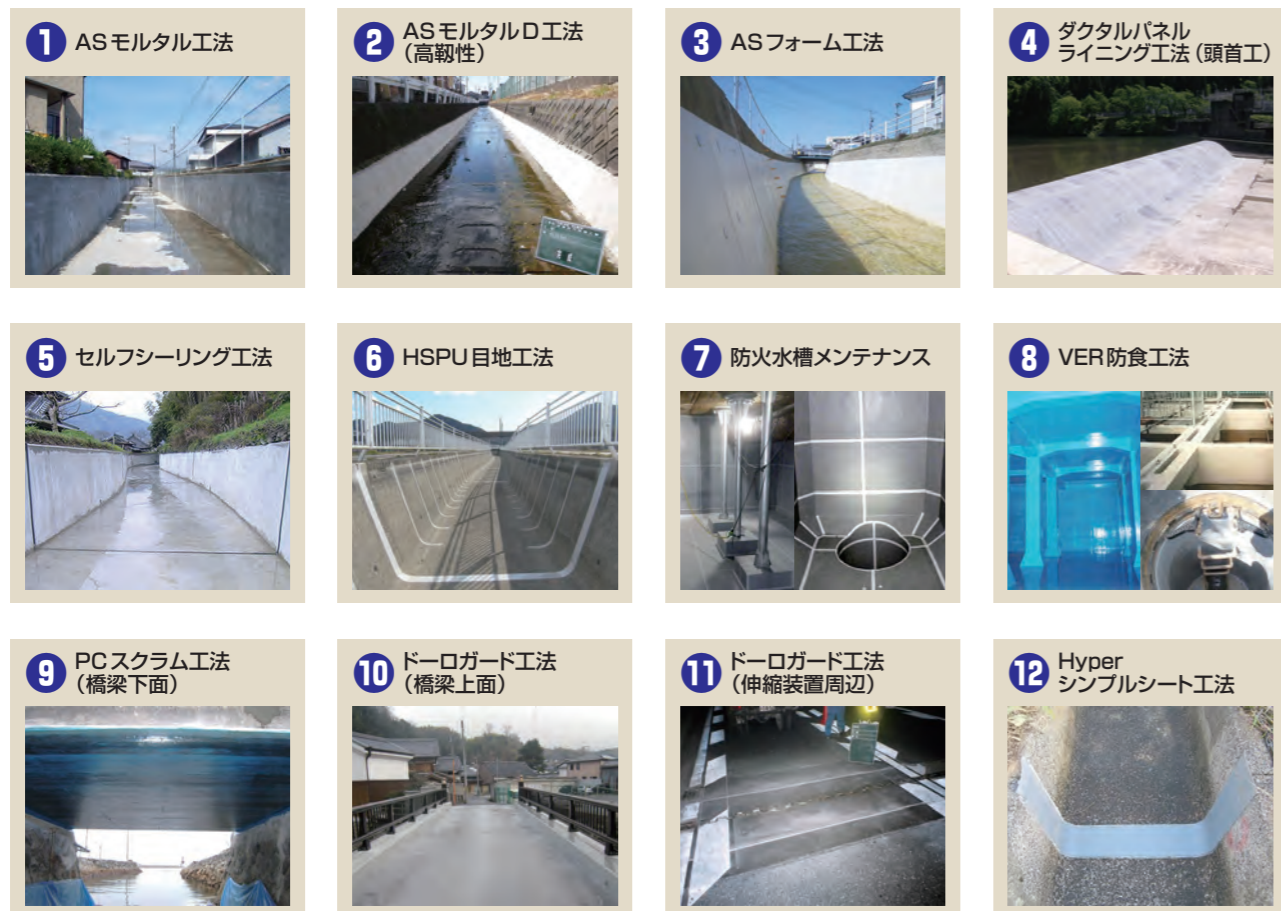 1 ASモルタル工法
2 ASモルタルD工法
（高靱性）
3 ASフォーム工法
4 ダクタルパネル
ライニング工法（頭首工）
5 セルフシーリング工法
6 HSPU目地工法
7 防火水槽メンテナンス
8 VER防食工法
9 PCスクラム工法
（橋梁下面）
10 ドーロガード工法
（橋梁上面）
11 ドーロガード工法
（伸縮装置周辺）
12 Hyper
シンプルシート工法